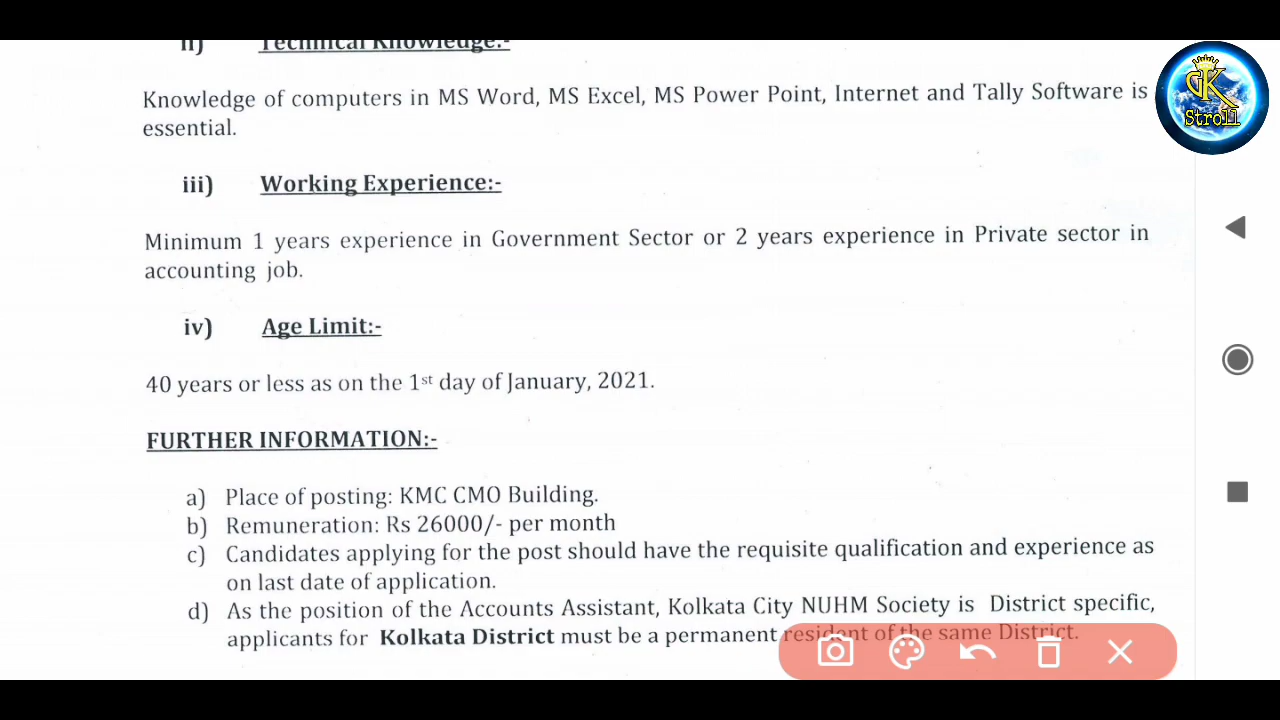 ii) Technical Knowledge:-
Knowledge of computers in MS Word, MS Excel, MS Power Point, Internet and Tally Software is
essential.
iii) Working Experience:-
Minimum 1 years experience in Government Sector or 2 years experience in Private sector in
accounting job.
iv) Age Limit:-
40 years or less as on the 1st day of January, 2021.
FURTHER INFORMATION:-
a) Place of posting: KMC CMO Building.
b) Remuneration: Rs 26000/- per month
c) Candidates applying for the post should have the requisite qualification and experience as
on last date of application.
d) As the position of the Accounts Assistant, Kolkata City NUHM Society is District specific,
applicants for Kolkata District must be a permanent resident of the same District.
GK
Stroll